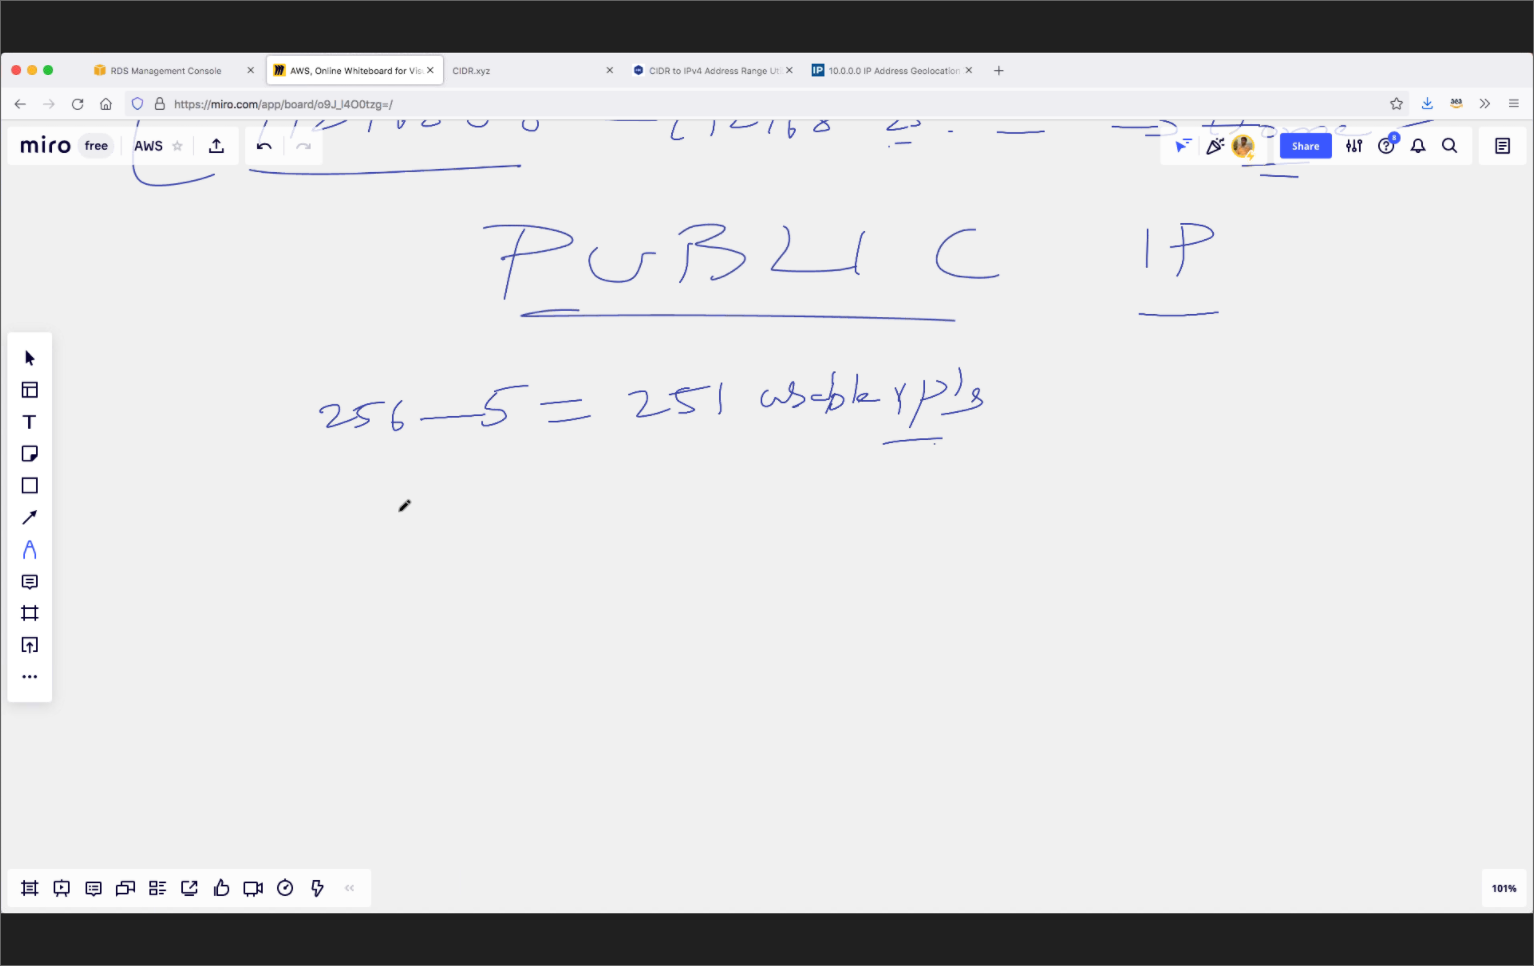 RDS Management Console
AWS, Online Whiteboard for Vis
CIDR.xyz
CIDR to IPv4 Address Range Ut
10.0.0.0 IP Address Geolocation
https://miro.com/app/board/o9J_l4O0tzg=/
miro free AWS
Share
8
PUBLIC IP
256 — 5 = 251 usable IP's
101%